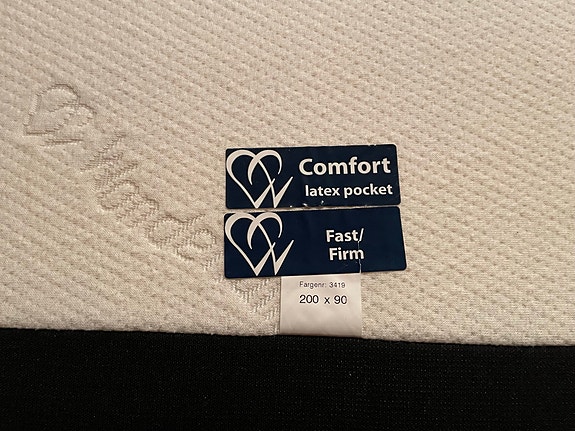 Comfort
latex pocket
Fast/
Firm
Fargenr: 3419
200 x 90